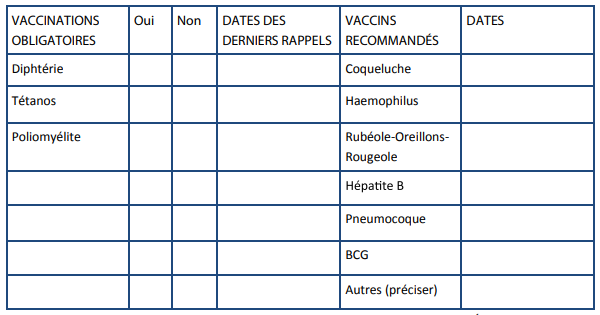 VACCINATIONS OBLIGATOIRES Oui Non DATES DES DERNIERS RAPPELS VACCINS RECOMMANDÉS DATES
Diphtérie Coqueluche
Tétanos Haemophilus
Poliomyélite Rubéole-Oreillons-
Rougeole
Hépatite B
Pneumocoque
BCG
Autres (préciser)